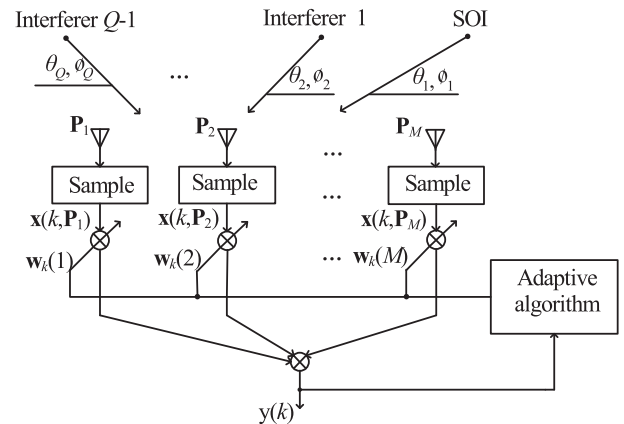 Interferer Q-1
Interferer 1
SOI
θQ, øQ
...
θ2, ø2
θ1, ø1
P1
P2
...
PM
Sample
Sample
...
Sample
x(k,P1)
x(k,P2)
x(k,PM)
wk(1)
wk(2)
...
wk(M)
Adaptive
algorithm
y(k)